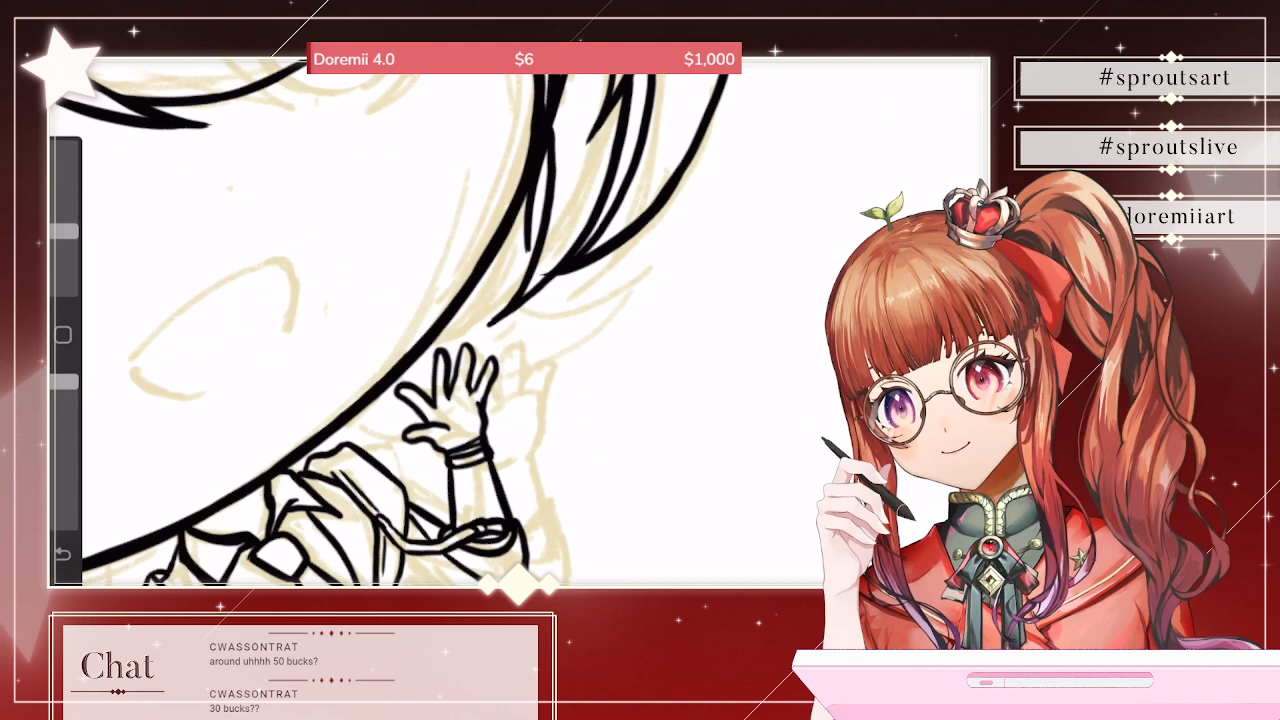 Doremii 4.0 $6 $1,000
#sproutsart
#sproutslive
doremiiart
Chat
CWASSONTRAT
around uhhhh 50 bucks?
CWASSONTRAT
30 bucks??